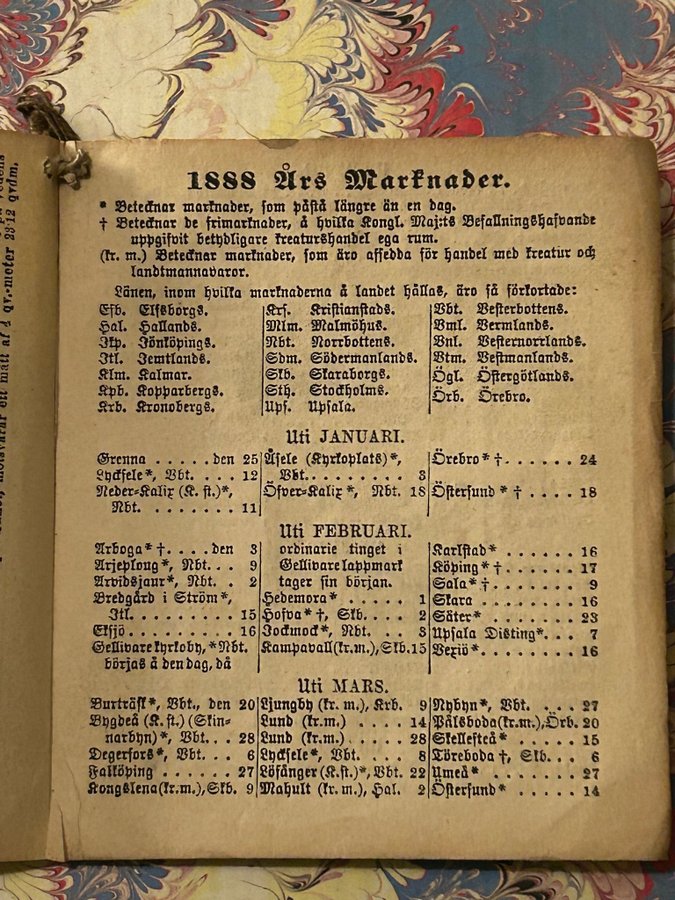 1888 Års Marknader.
* Betecknar marknader, som påstå längre än en dag.
† Betecknar de frimarknader, å hvilka Kongl. Maj:ts Befallningshafvande
uppgifvit betydligare kreaturshandel ega rum.
(kr. m.) Betecknar marknader, som äro afsedda för handel med kreatur och
landtmannavaror.
Länen, inom hvilka marknaderna å landet hållas, äro så förkortade:
Efb. Elfsborgs.
Hal. Hallands.
Jkp. Jönköpings.
Jtl. Jemtlands.
Klm. Kalmar.
Kpb. Kopparbergs.
Krb. Kronobergs.
Krs. Kristianstads.
Mlm. Malmöhus.
Nbt. Norrbottens.
Sdm. Södermanlands.
Skb. Skaraborgs.
Sth. Stockholms.
Ups. Upsala.
Vbt. Vesterbottens.
Vml. Vermlands.
Vnl. Vesternorrlands.
Vtm. Vestmanlands.
Ögl. Östergötlands.
Örb. Örebro.
Uti JANUARI.
Grenna . . . . . den 25
Lycksele*, Vbt. . . . 12
Neder-Kalix (K. st.)*,
Nbt. . . . . . . . 11
Åsele (Kyrkoplats)*,
Vbt. . . . . . . . 3
Öfver-Kalix*, Nbt. 18
Örebro*† . . . . . . 24
Östersund*† . . . . 18
Uti FEBRUARI.
Arboga*† . . . . den 3
Arjeploug*, Nbt. . . 9
Arvidsjaur*, Nbt. . 2
Bredgård i Ström*,
Jtl. . . . . . . . . 15
Eksjö . . . . . . . . 16
Gellivare kyrkoby, *Nbt.
börjas å den dag, då
ordinarie tinget i
Gellivare lappmark
tager sin början.
Hedemora* . . . . . 1
Hofva*†, Skb. . . . 2
Jockmock*, Nbt. . . 3
Kampavall (kr.m.), Skb. 15
Karlstad* . . . . . . 16
Köping*† . . . . . . 17
Sala*† . . . . . . . 9
Skara . . . . . . . . 16
Säter* . . . . . . . 23
Upsala Disting* . . . 7
Vexiö* . . . . . . . 16
Uti MARS.
Burträsk*, Vbt., den 20
Bygdeå (K. st.) (Skin-
narbyn)*, Vbt. . . 28
Degerfors*, Vbt. . . 6
Falköping . . . . . . 27
Kongslena (kr.m.), Skb. 9
Ljungby (kr. m.), Krb. 9
Lund (kr. m.) . . . . 14
Lund (kr. m.) . . . . 28
Lycksele*, Vbt. . . . 8
Löfånger (K. st.)*, Vbt. 22
Mahult (kr. m.), Hal. 2
Nybyn*, Vbt. . . . 27
Pålsboda (kr.m.), Örb. 20
Skellefteå* . . . . . 15
Töreboda†, Skb. . . 6
Umeå* . . . . . . . 27
Östersund* . . . . . 14